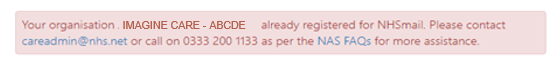 Your organisation . IMAGINE CARE - ABCDE already registered for NHSmail. Please contact
careadmin@nhs.net or call on 0333 200 1133 as per the NAS FAQs for more assistance.